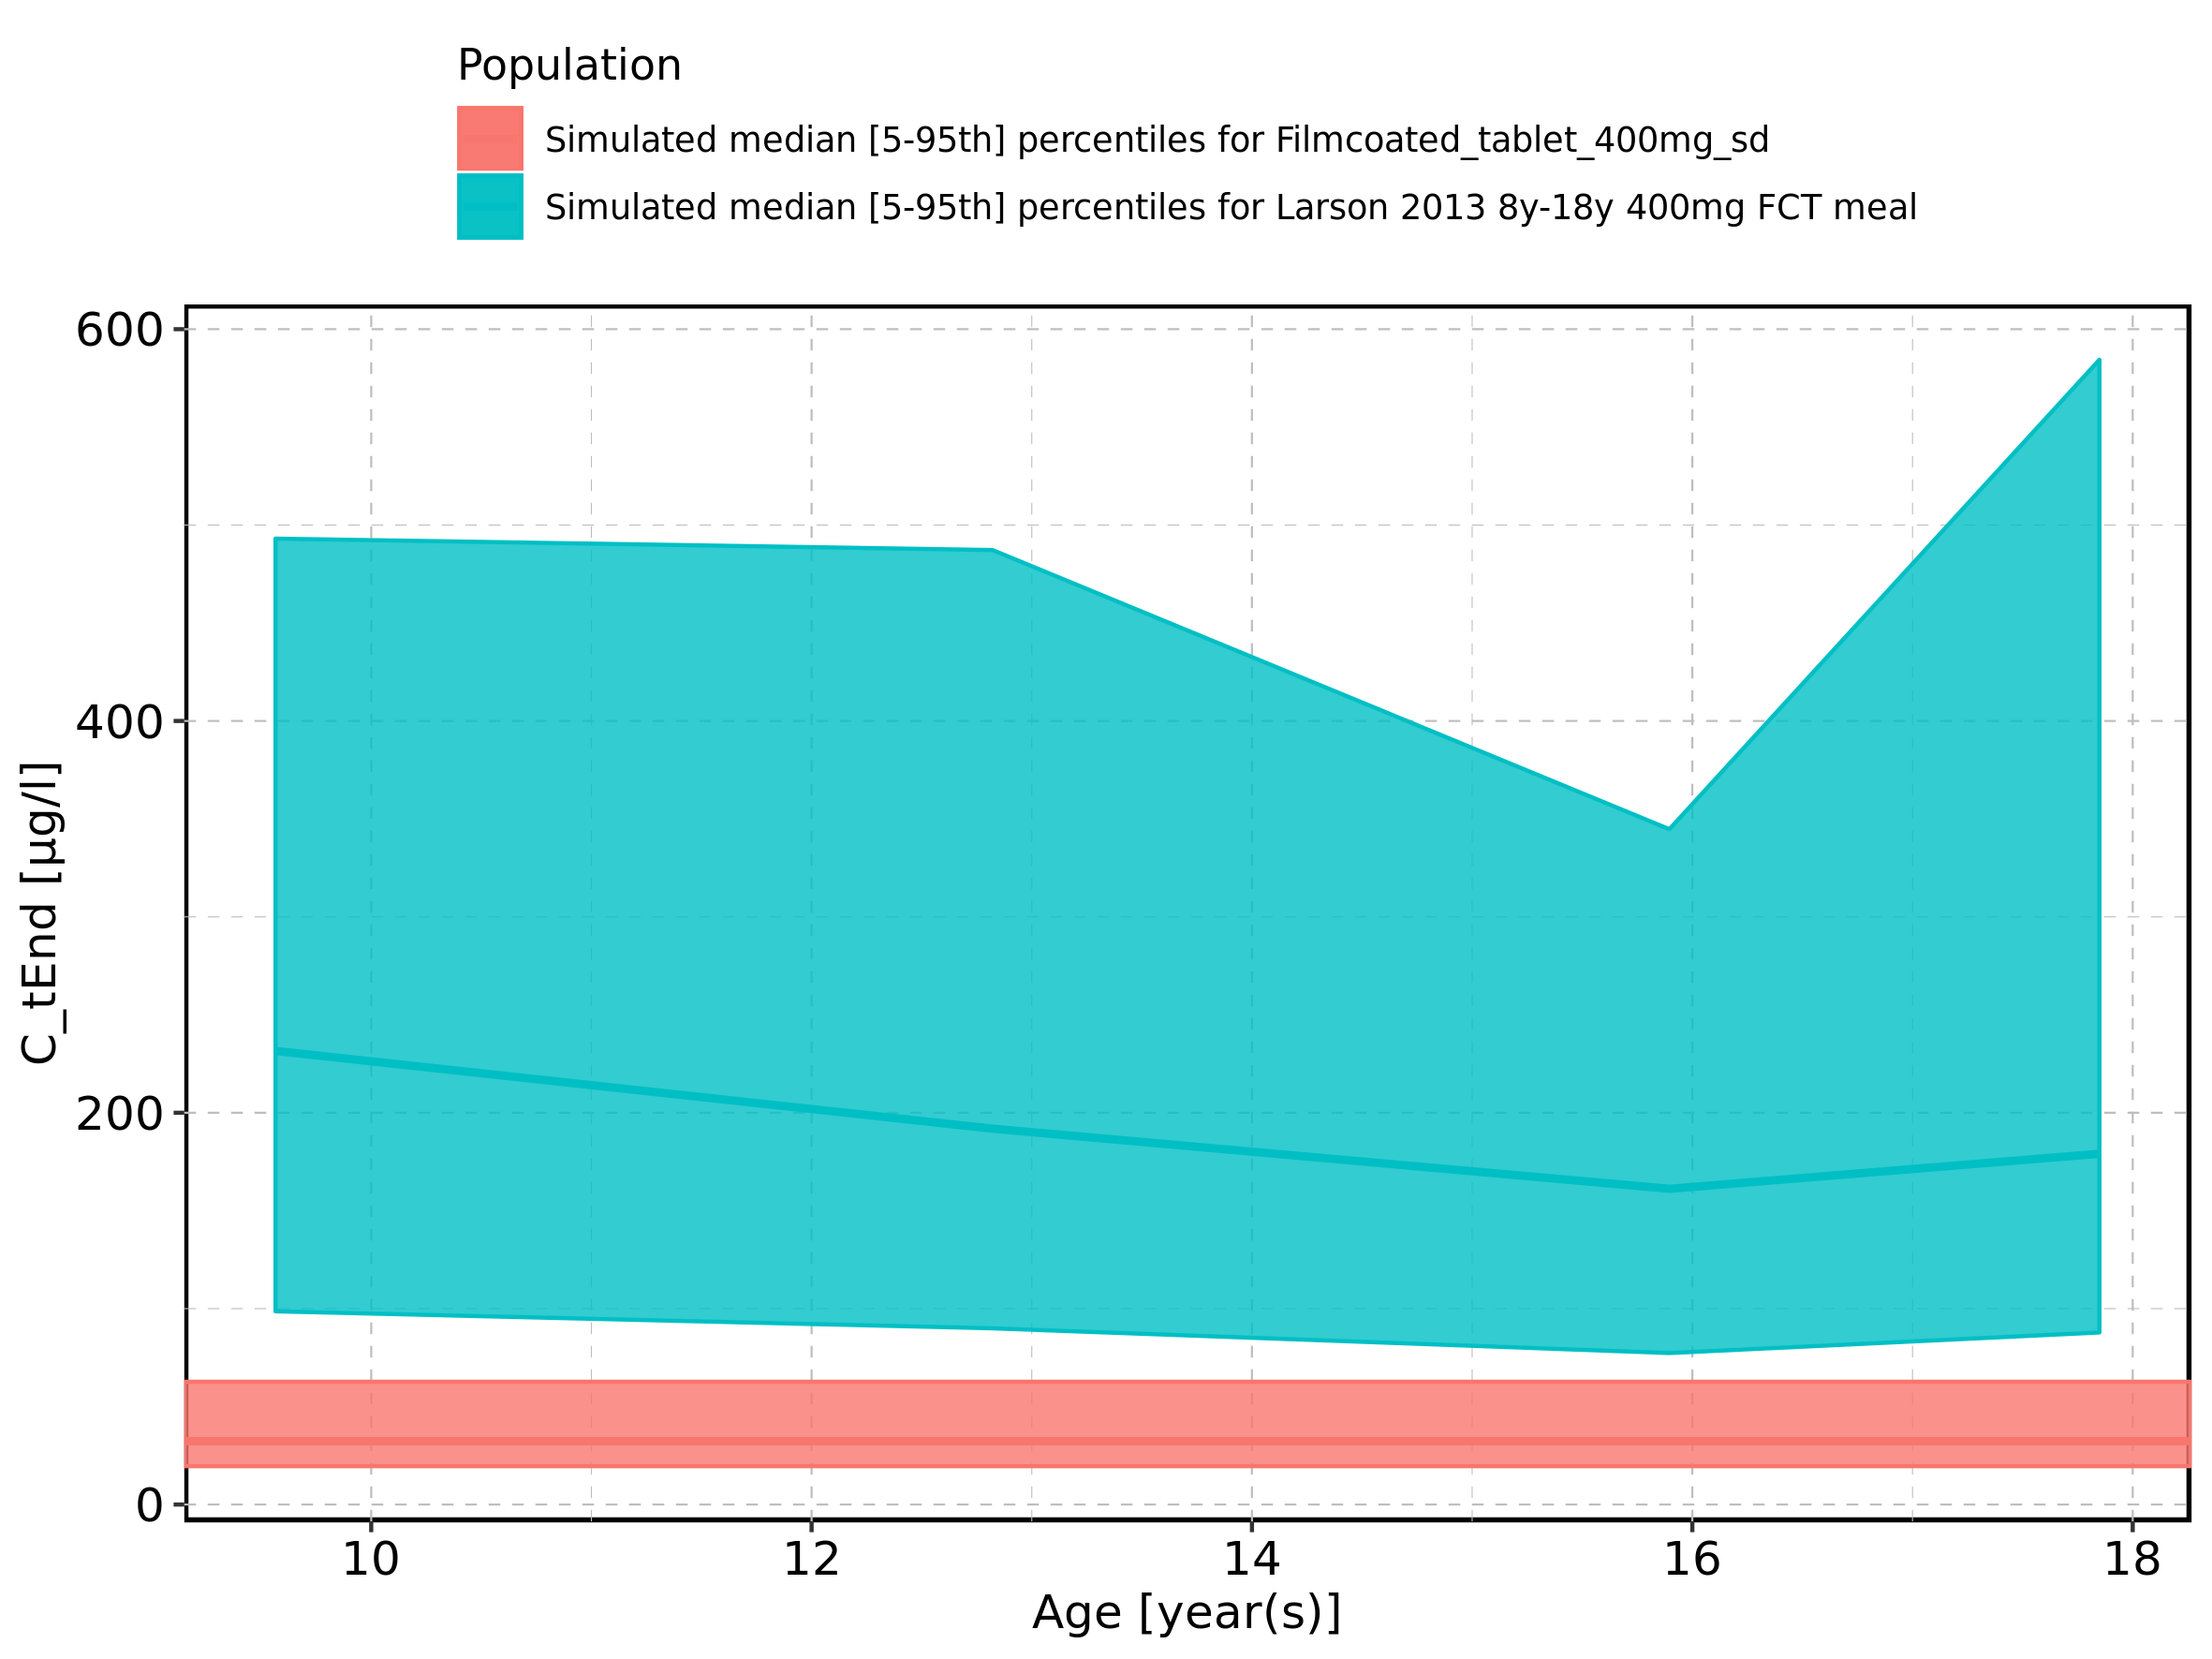 Population
Simulated median [5-95th] percentiles for Filmcoated_tablet_400mg_sd
Simulated median [5-95th] percentiles for Larson 2013 8y-18y 400mg FCT meal
600
400
200
0
C_tEnd [µg/l]
10 12 14 16 18
Age [year(s)]